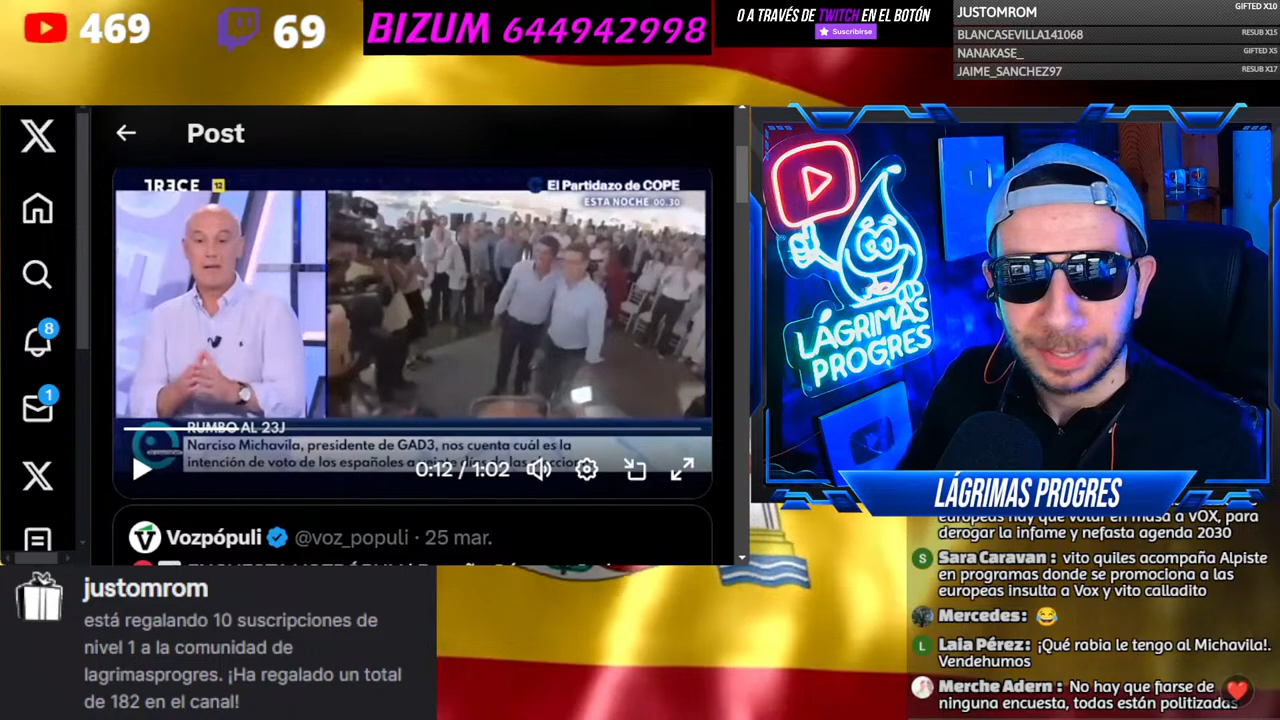 469
69
BIZUM 644942998
O A TRAVÉS DE TWITCH EN EL BOTÓN
Suscribirse
JUSTOMROM
GIFTED X10
BLANCASEVILLA141068
RESUB X15
NANAKASE_
GIFTED X5
JAIME_SANCHEZ97
RESUB X17
Post
TRECE 12
El Partidazo de COPE
ESTA NOCHE 00.30
RUMBO AL 23J
Narciso Michavila, presidente de GAD3, nos cuenta cuál es la
intención de voto de los españoles a
0:12 / 1:02
8
1
Vozpópuli @voz_populi · 25 mar.
LÁGRIMAS
PROGRES
LÁGRIMAS PROGRES
justomrom
está regalando 10 suscripciones de
nivel 1 a la comunidad de
lagrimasprogres. ¡Ha regalado un total
de 182 en el canal!
europeas hay que votar en masa a VOX, para
derogar la infame y nefasta agenda 2030
S Sara Caravan : vito quiles acompaña Alpiste
en programas donde se promociona a las
europeas insulta a Vox y vito calladito
Mercedes: 😂
L Laia Pérez: ¡Qué rabia le tengo al Michavila!.
Vendehumos
Merche Adern : No hay que fiarse de
ninguna encuesta, todas están politizadas